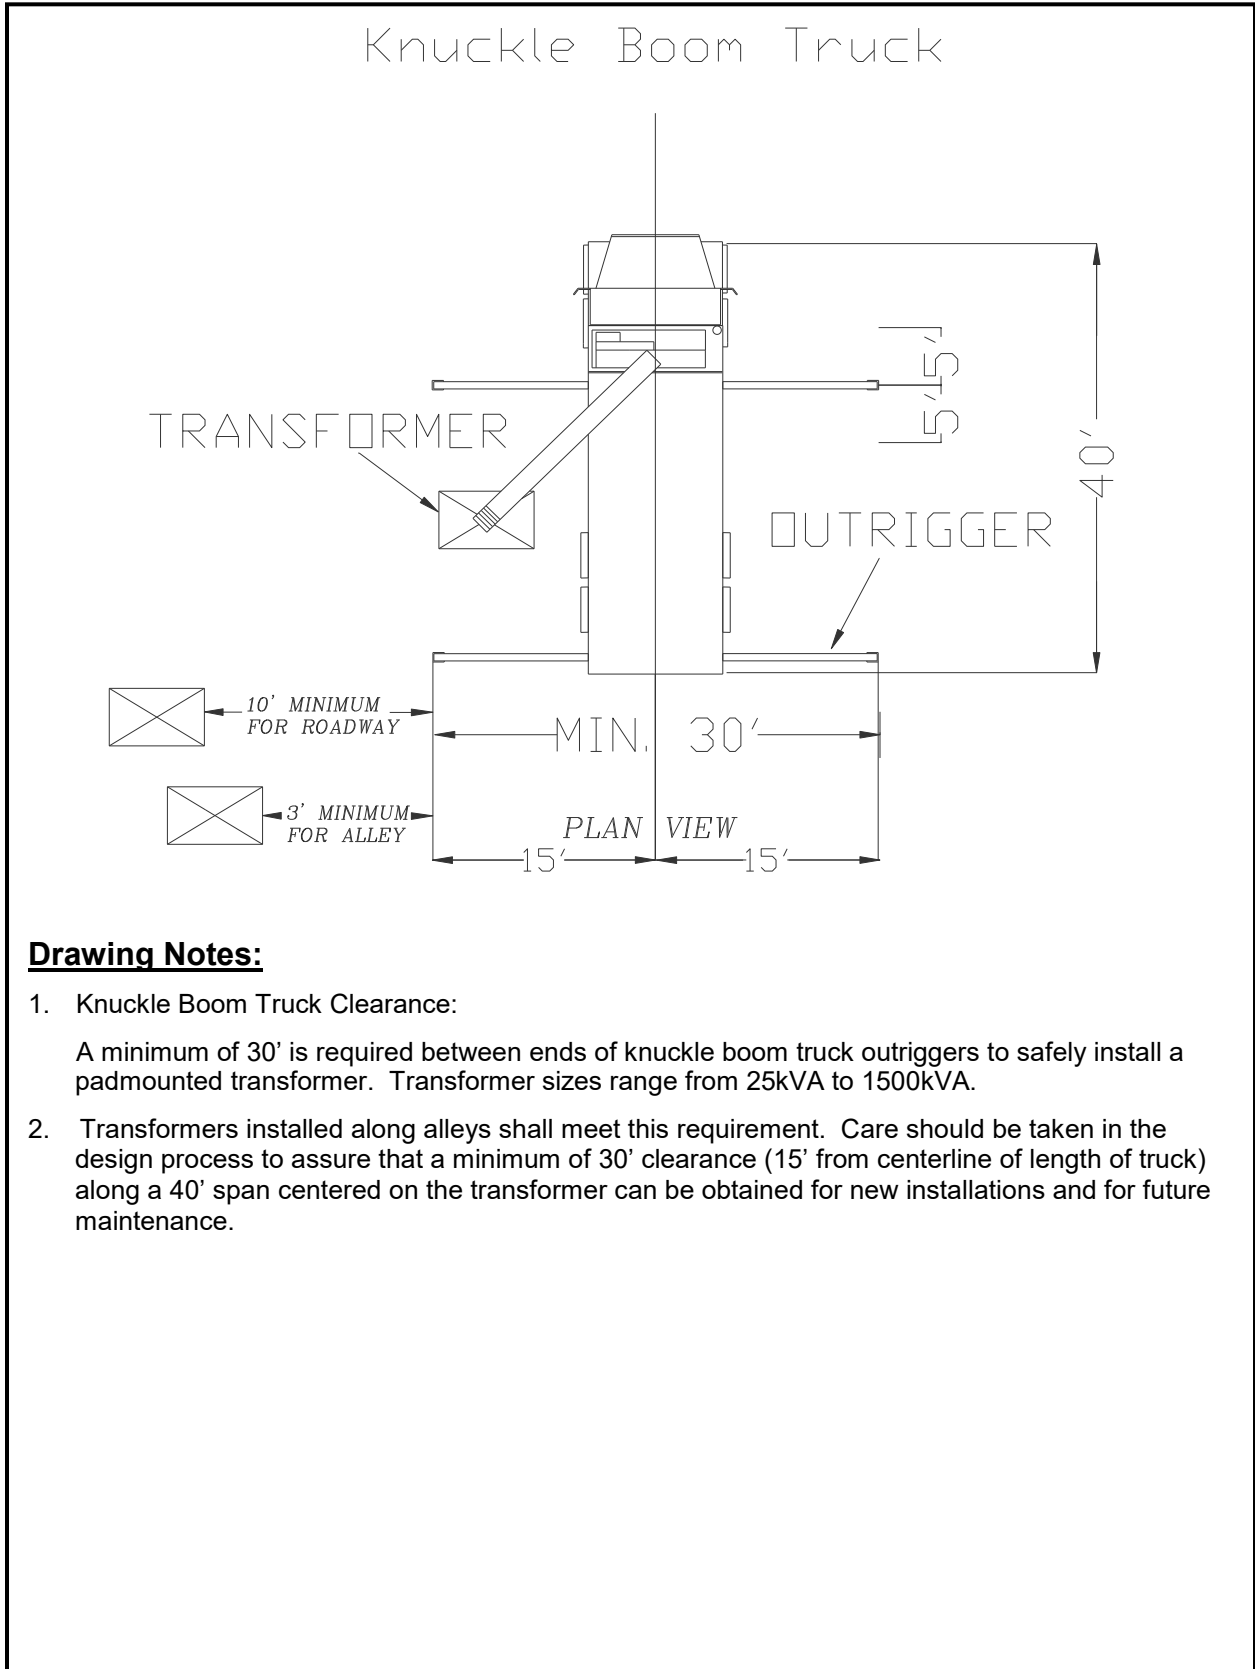 Knuckle Boom Truck
5' 5'
TRANSFORMER
40'
OUTRIGGER
10' MINIMUM
FOR ROADWAY
MIN. 30'
3' MINIMUM
FOR ALLEY
PLAN VIEW
15' 15'
Drawing Notes:
1. Knuckle Boom Truck Clearance:
A minimum of 30’ is required between ends of knuckle boom truck outriggers to safely install a
padmounted transformer.  Transformer sizes range from 25kVA to 1500kVA.
2. Transformers installed along alleys shall meet this requirement.  Care should be taken in the
design process to assure that a minimum of 30’ clearance (15’ from centerline of length of truck)
along a 40’ span centered on the transformer can be obtained for new installations and for future
maintenance.